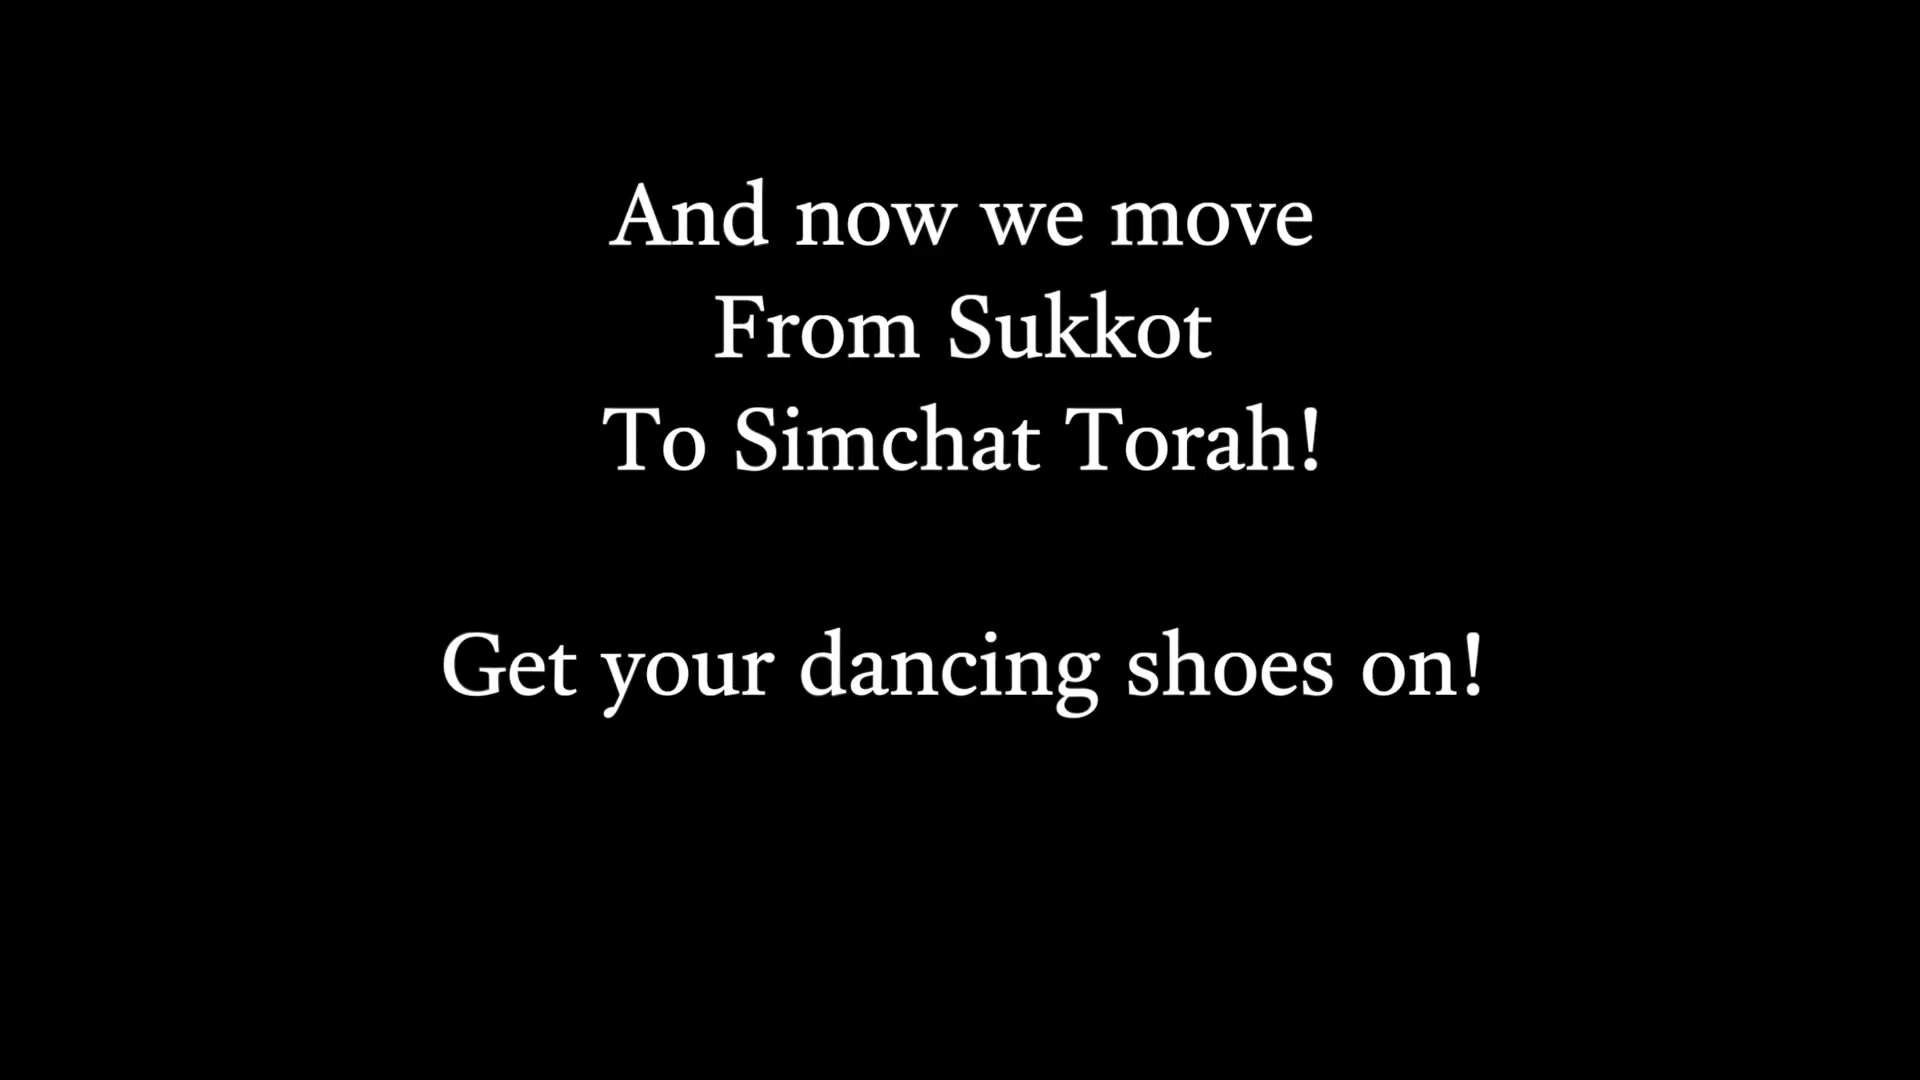 And now we move
From Sukkot
To Simchat Torah!
Get your dancing shoes on!